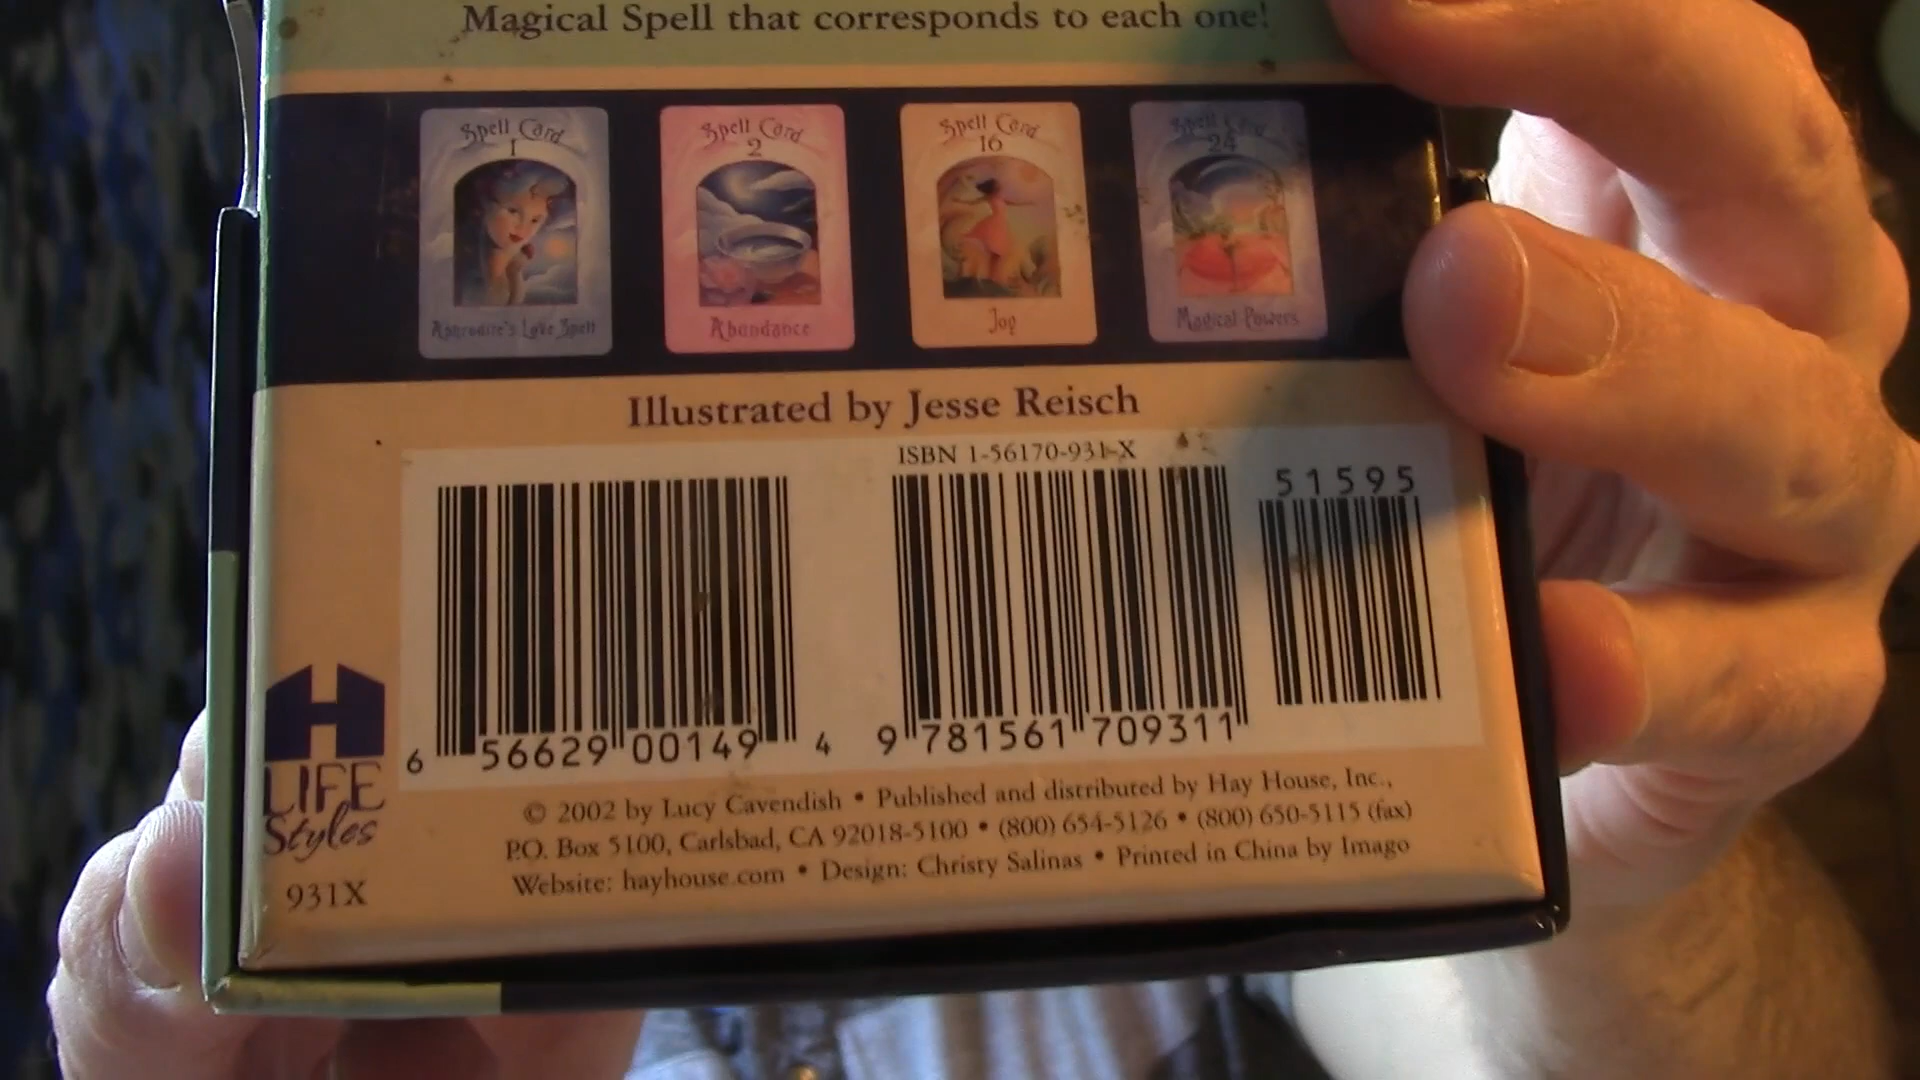 Magical Spell that corresponds to each one!
Spell Card
1
Aphrodite's Love Spell
Spell Card
2
Abundance
Spell Card
16
Joy
Spell Card
24
Magical Powers
Illustrated by Jesse Reisch
ISBN 1-56170-931-X
51595
6 56629 00149 4
9 781561 709311
H
LIFE
Styles
931X
© 2002 by Lucy Cavendish • Published and distributed by Hay House, Inc.,
P.O. Box 5100, Carlsbad, CA 92018-5100 • (800) 654-5126 • (800) 650-5115 (fax)
Website: hayhouse.com • Design: Christy Salinas • Printed in China by Imago